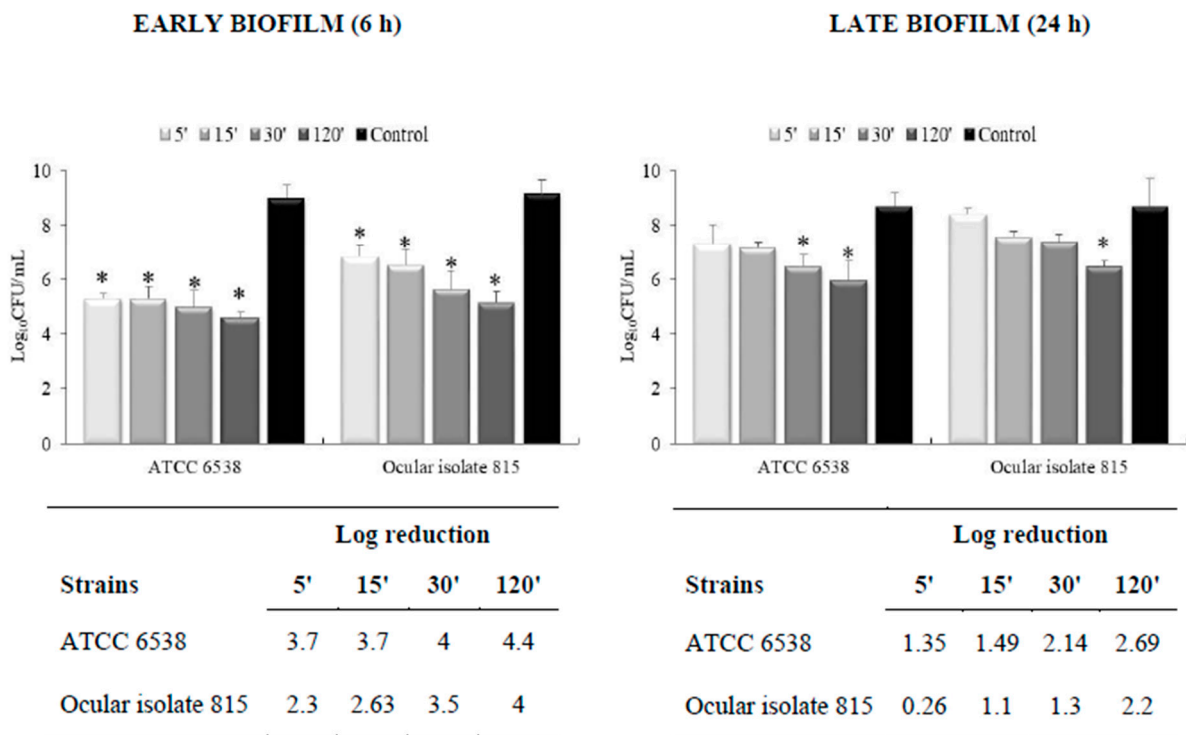 EARLY BIOFILM (6 h)
5' 15' 30' 120' Control
Log₁₀CFU/mL
10
8
6
4
2
0
* * * *
* * * *
ATCC 6538 Ocular isolate 815
Log reduction
Strains 5' 15' 30' 120'
ATCC 6538 3.7 3.7 4 4.4
Ocular isolate 815 2.3 2.63 3.5 4
LATE BIOFILM (24 h)
5' 15' 30' 120' Control
Log₁₀CFU/mL
10
8
6
4
2
0
* *
*
ATCC 6538 Ocular isolate 815
Log reduction
Strains 5' 15' 30' 120'
ATCC 6538 1.35 1.49 2.14 2.69
Ocular isolate 815 0.26 1.1 1.3 2.2